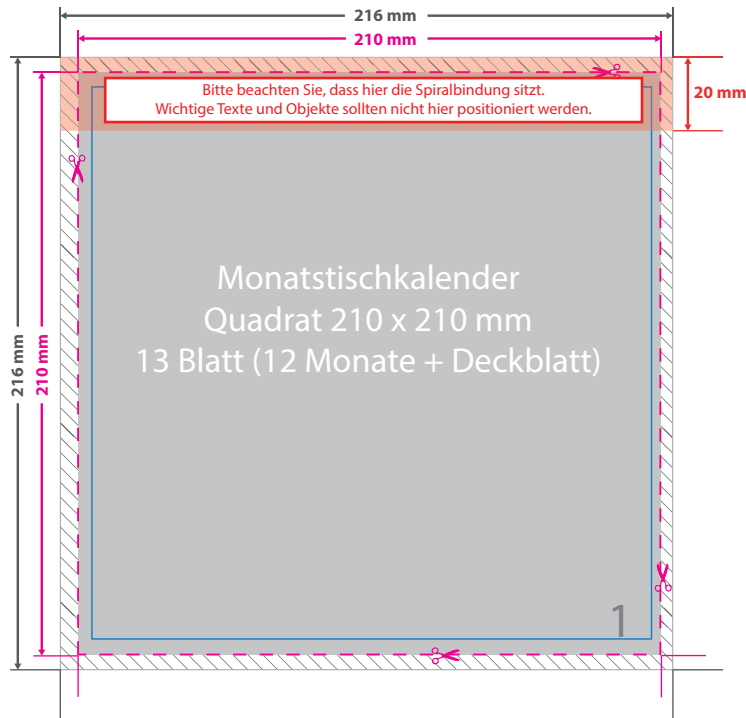 216 mm
210 mm
20 mm
Bitte beachten Sie, dass hier die Spiralbindung sitzt.
Wichtige Texte und Objekte sollten nicht hier positioniert werden.
Monatstischkalender
Quadrat 210 x 210 mm
13 Blatt (12 Monate + Deckblatt)
216 mm
210 mm
1